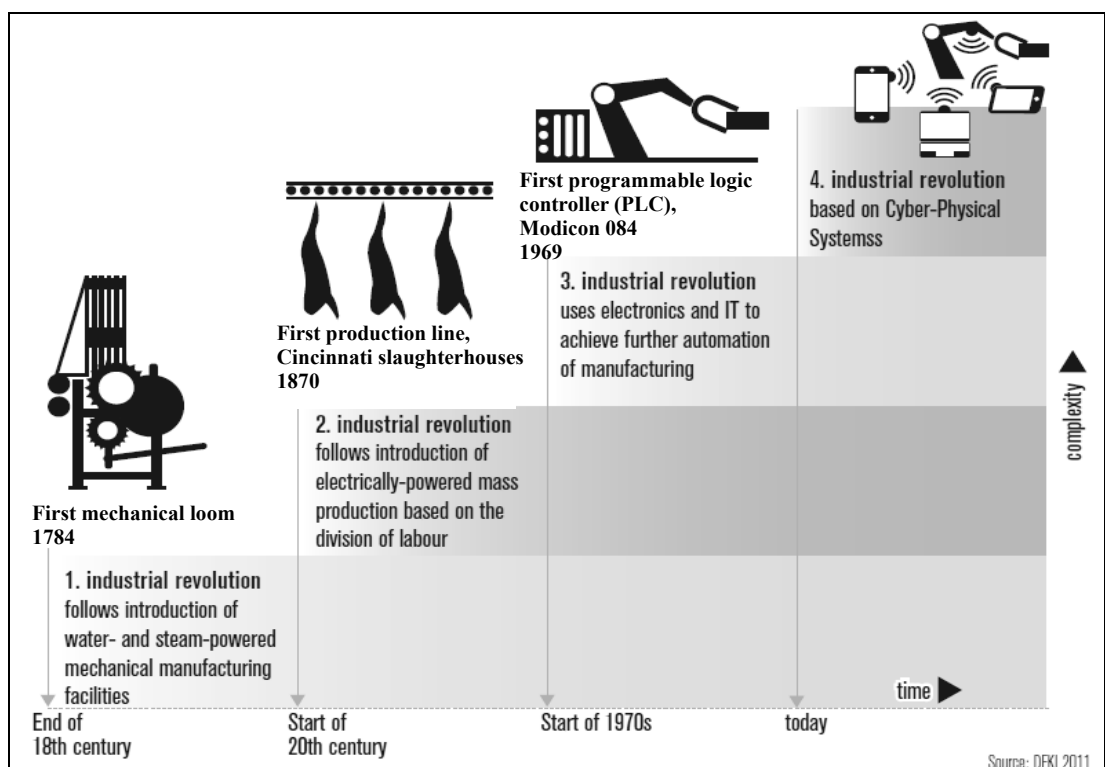 First mechanical loom
1784
1. industrial revolution
follows introduction of
water- and steam-powered
mechanical manufacturing
facilities
End of
18th century
First production line,
Cincinnati slaughterhouses
1870
2. industrial revolution
follows introduction of
electrically-powered mass
production based on the
division of labour
Start of
20th century
First programmable logic
controller (PLC),
Modicon 084
1969
3. industrial revolution
uses electronics and IT to
achieve further automation
of manufacturing
Start of 1970s
4. industrial revolution
based on Cyber-Physical
Systemss
today
time
complexity
Source: DFKI 2011